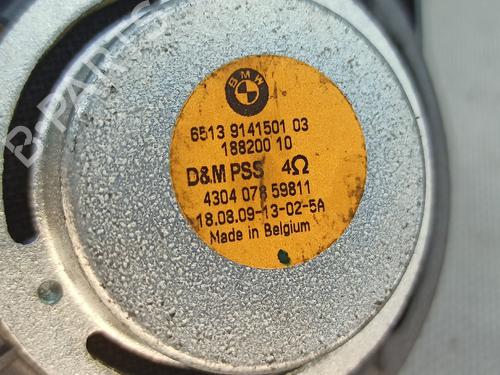 BMW
6513 9141501 03
188200 10
D&M PSS 4Ω
4304 078 59811
18.08.09-13-02-5A
Made in Belgium